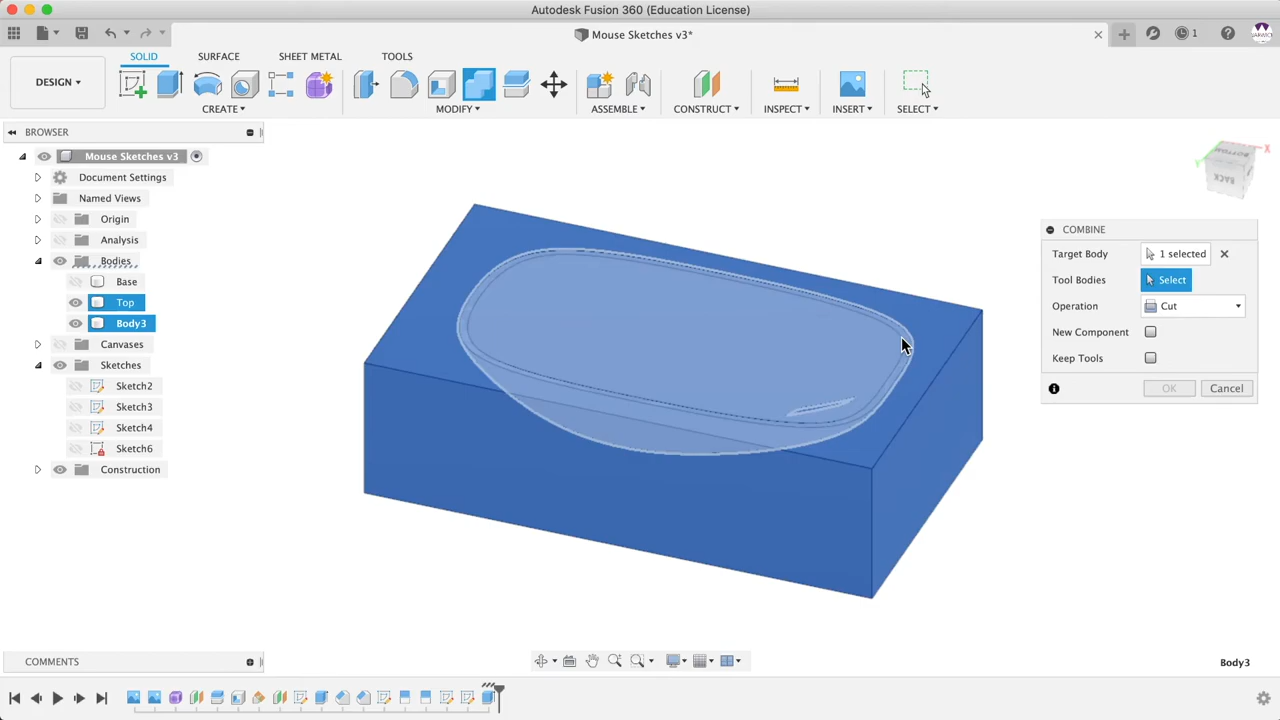 Autodesk Fusion 360 (Education License)
Mouse Sketches v3*
1
DESIGN
SOLID SURFACE SHEET METAL TOOLS
CREATE MODIFY ASSEMBLE CONSTRUCT INSPECT INSERT SELECT
BROWSER
Mouse Sketches v3
Document Settings
Named Views
Origin
Analysis
Bodies
Base
Top
Body3
Canvases
Sketches
Sketch2
Sketch3
Sketch4
Sketch6
Construction
BOTTOM
BACK
X
Y
COMBINE
Target Body 1 selected
Tool Bodies Select
Operation Cut
New Component
Keep Tools
OK Cancel
COMMENTS
Body3